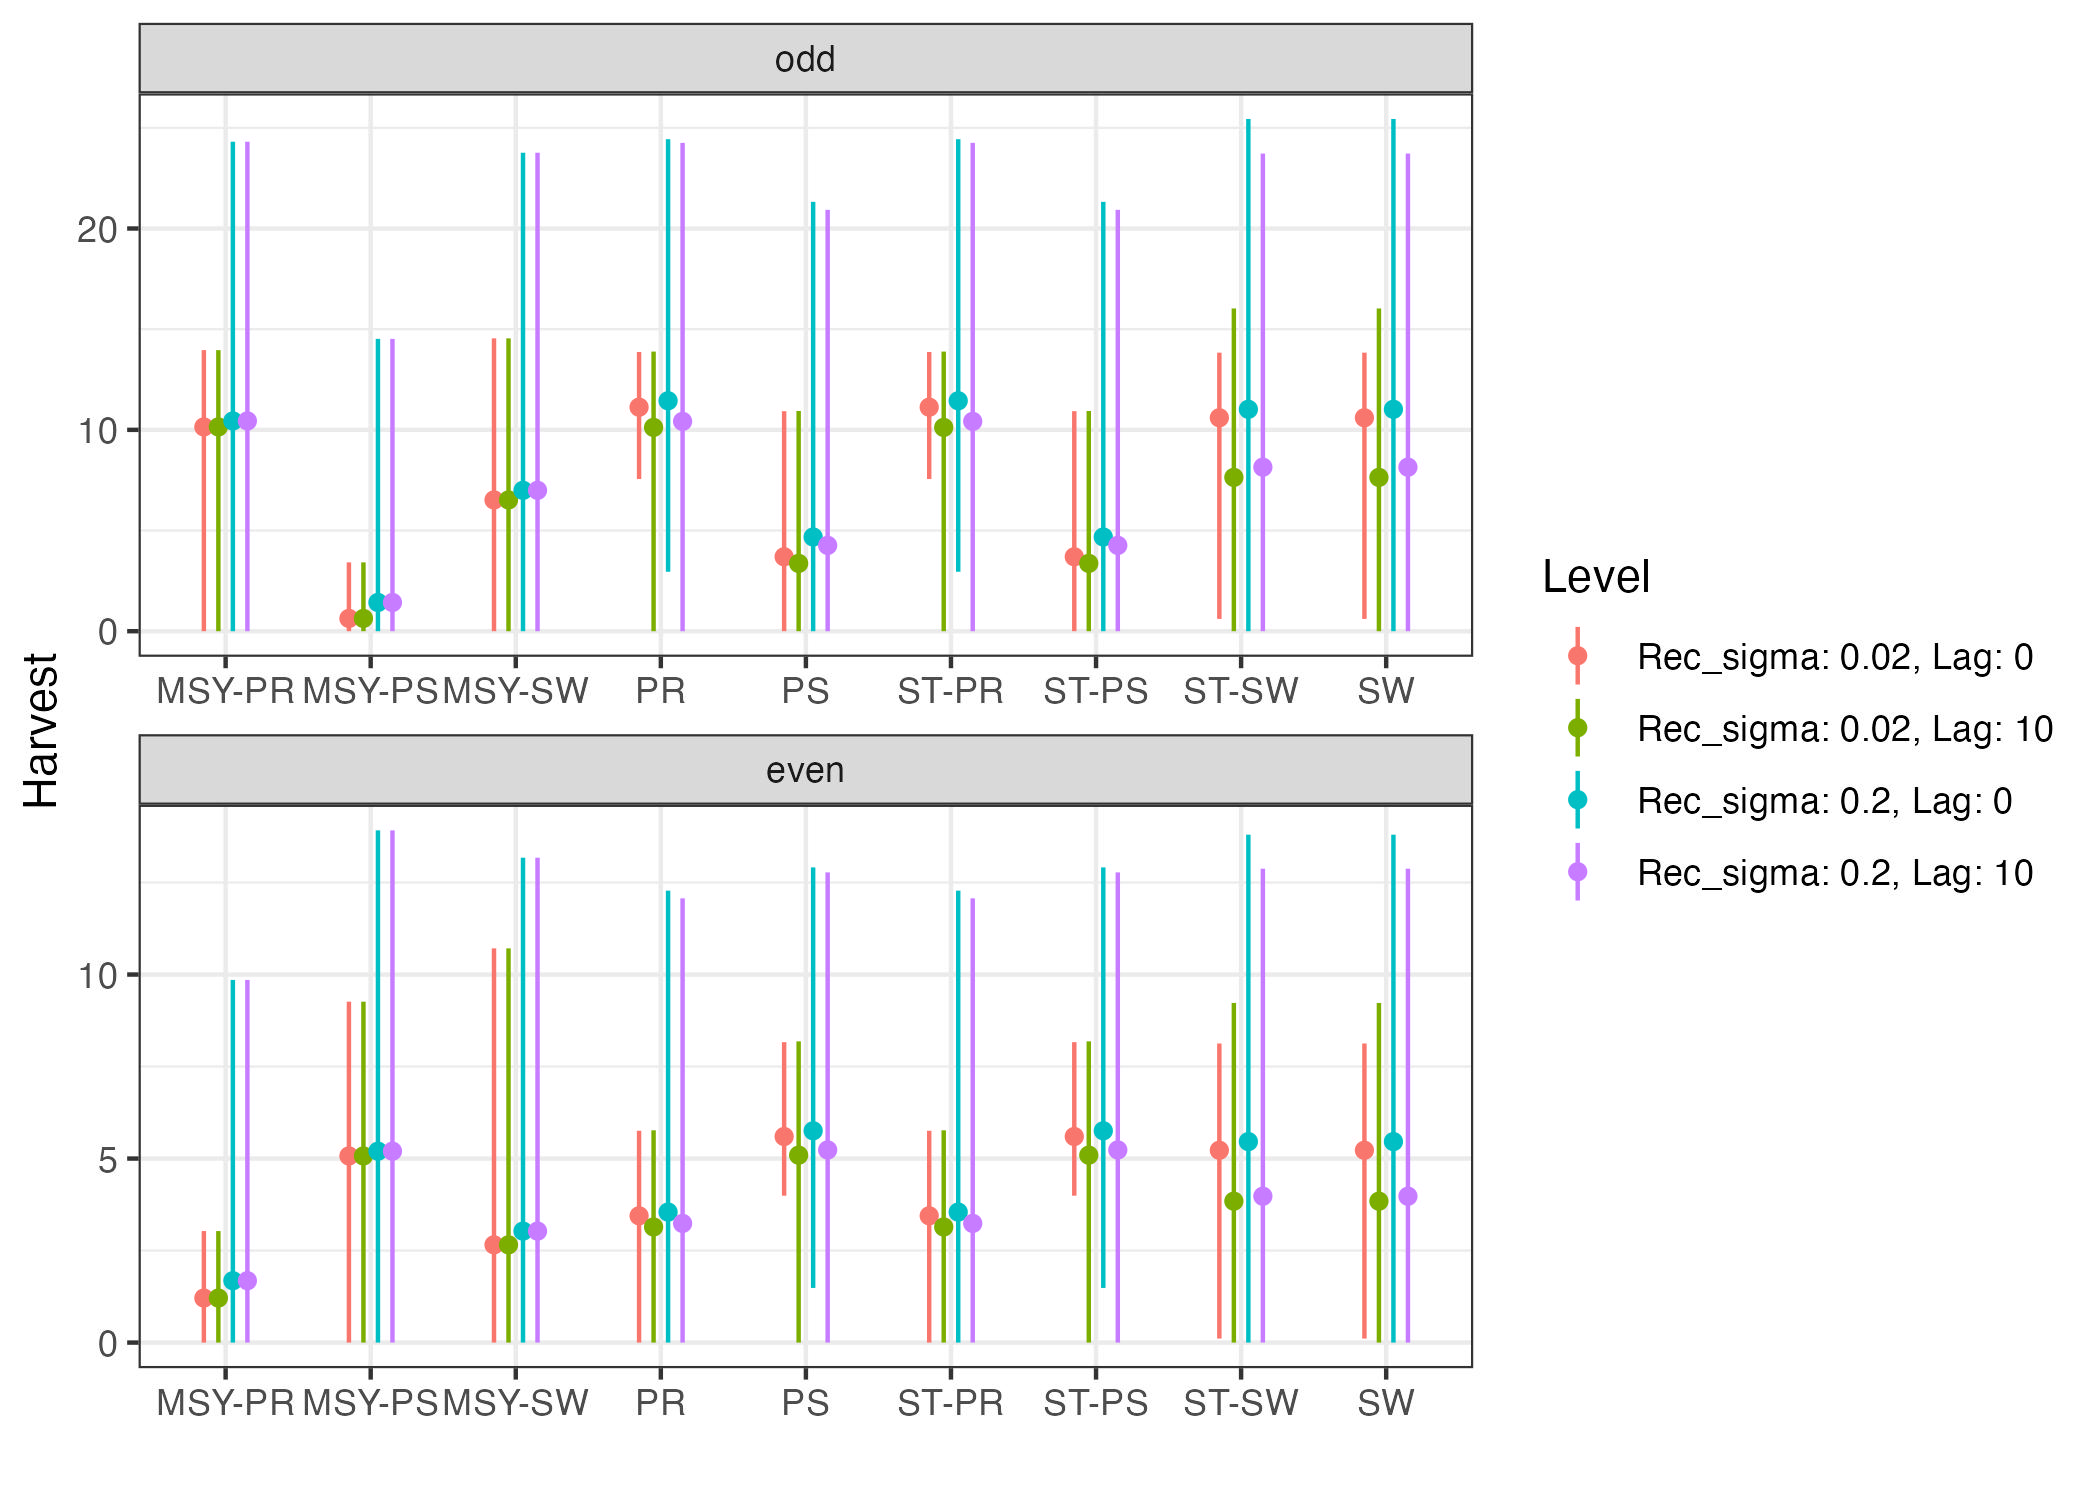 odd
20
10
0
MSY-PR MSY-PS MSY-SW PR PS ST-PR ST-PS ST-SW SW
Harvest
even
10
5
0
MSY-PR MSY-PS MSY-SW PR PS ST-PR ST-PS ST-SW SW
Level
Rec_sigma: 0.02, Lag: 0
Rec_sigma: 0.02, Lag: 10
Rec_sigma: 0.2, Lag: 0
Rec_sigma: 0.2, Lag: 10